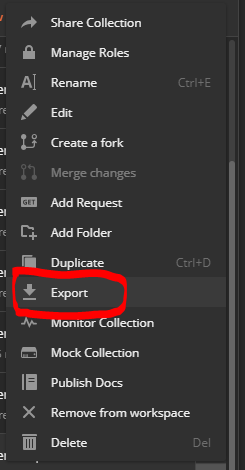 Share Collection
Manage Roles
Rename Ctrl+E
Edit
Create a fork
Merge changes
GET Add Request
Add Folder
Duplicate Ctrl+D
Export
Monitor Collection
Mock Collection
Publish Docs
Remove from workspace
Delete Del